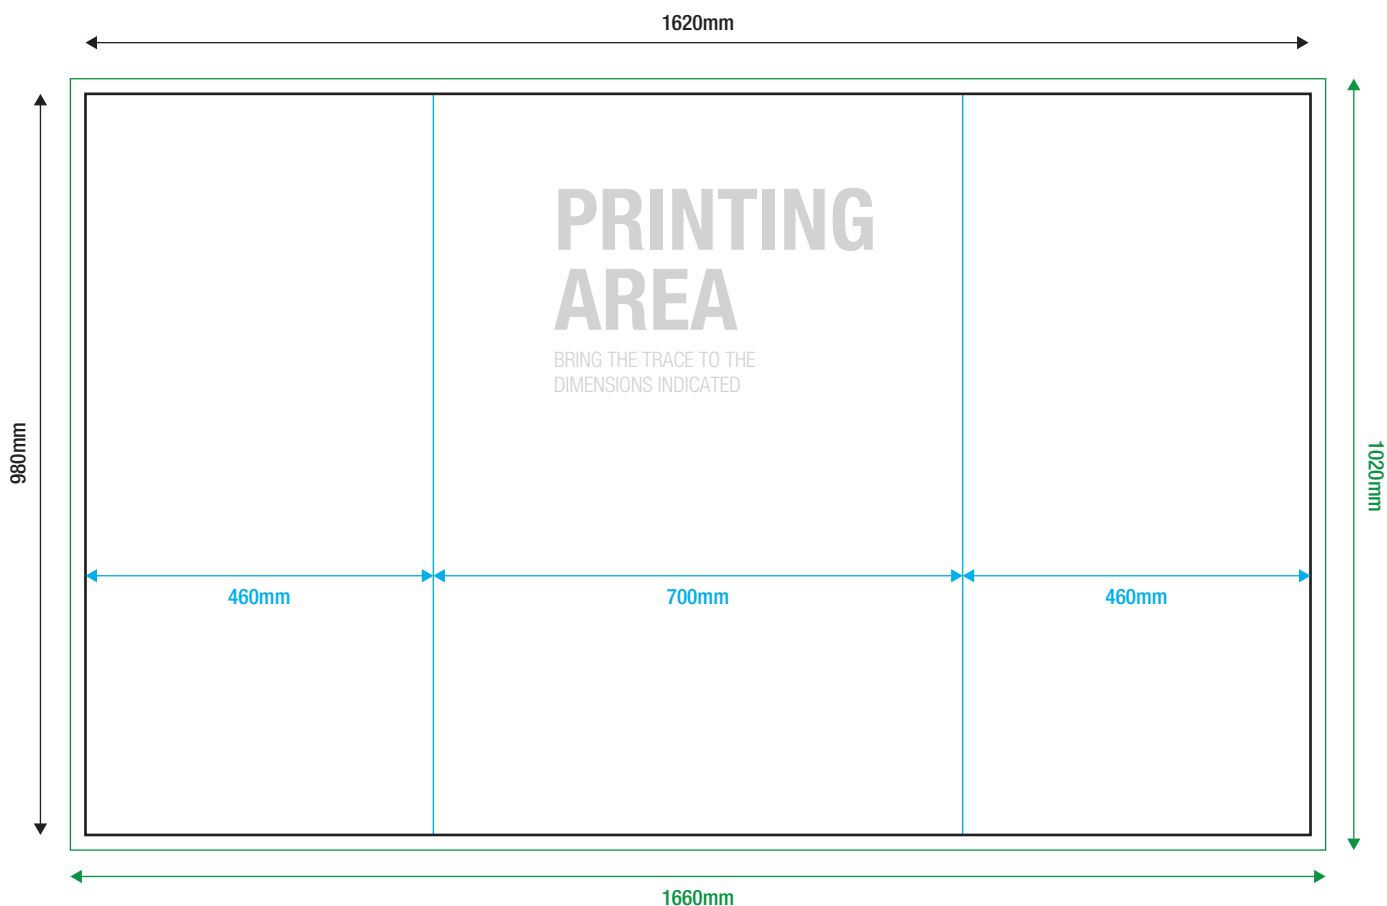 1620mm
PRINTING
AREA
BRING THE TRACE TO THE
DIMENSIONS INDICATED
980mm
1020mm
460mm
700mm
460mm
1660mm